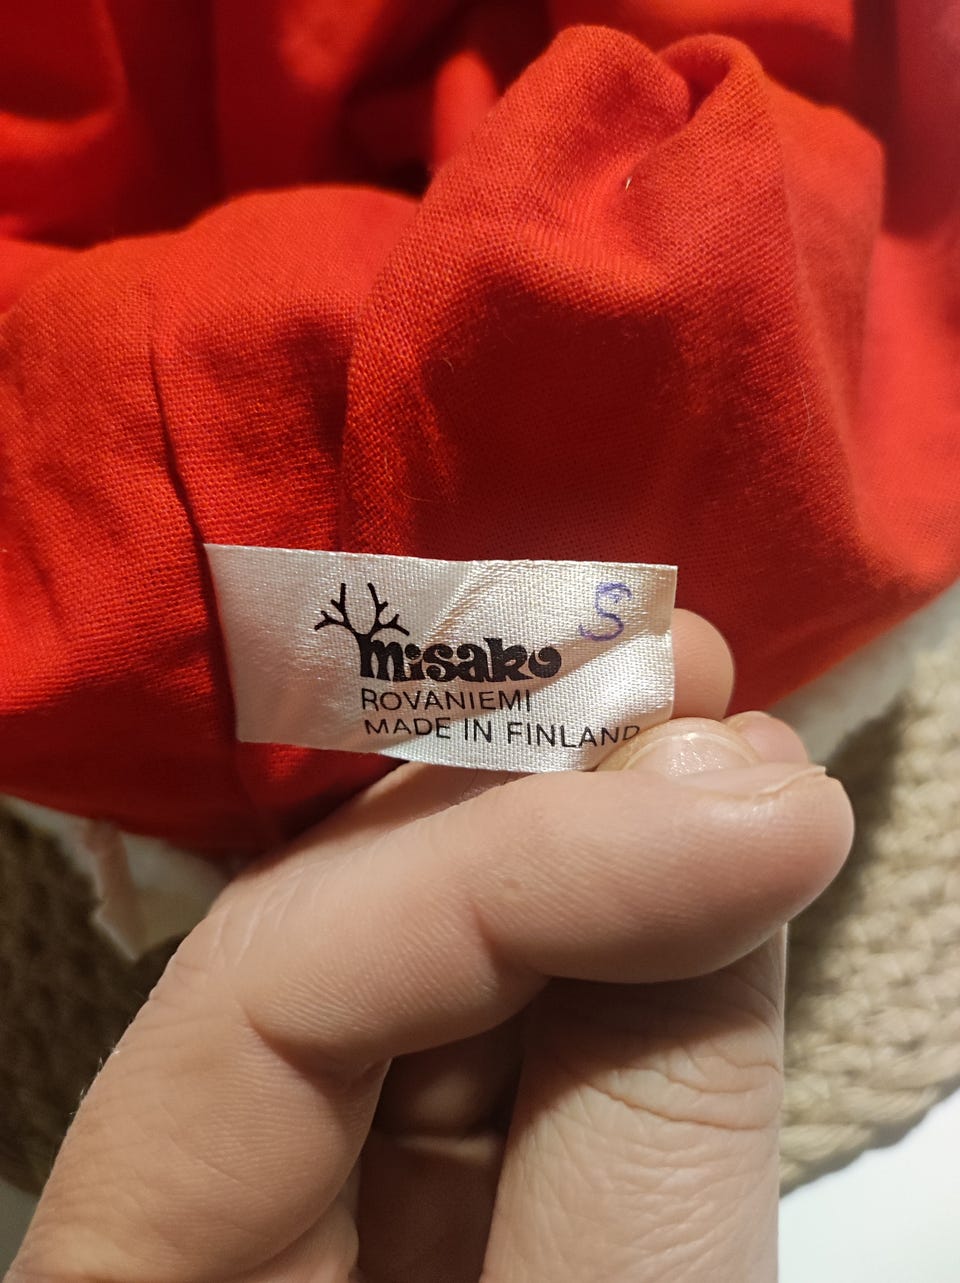 S
misako
ROVANIEMI
MADE IN FINLAND